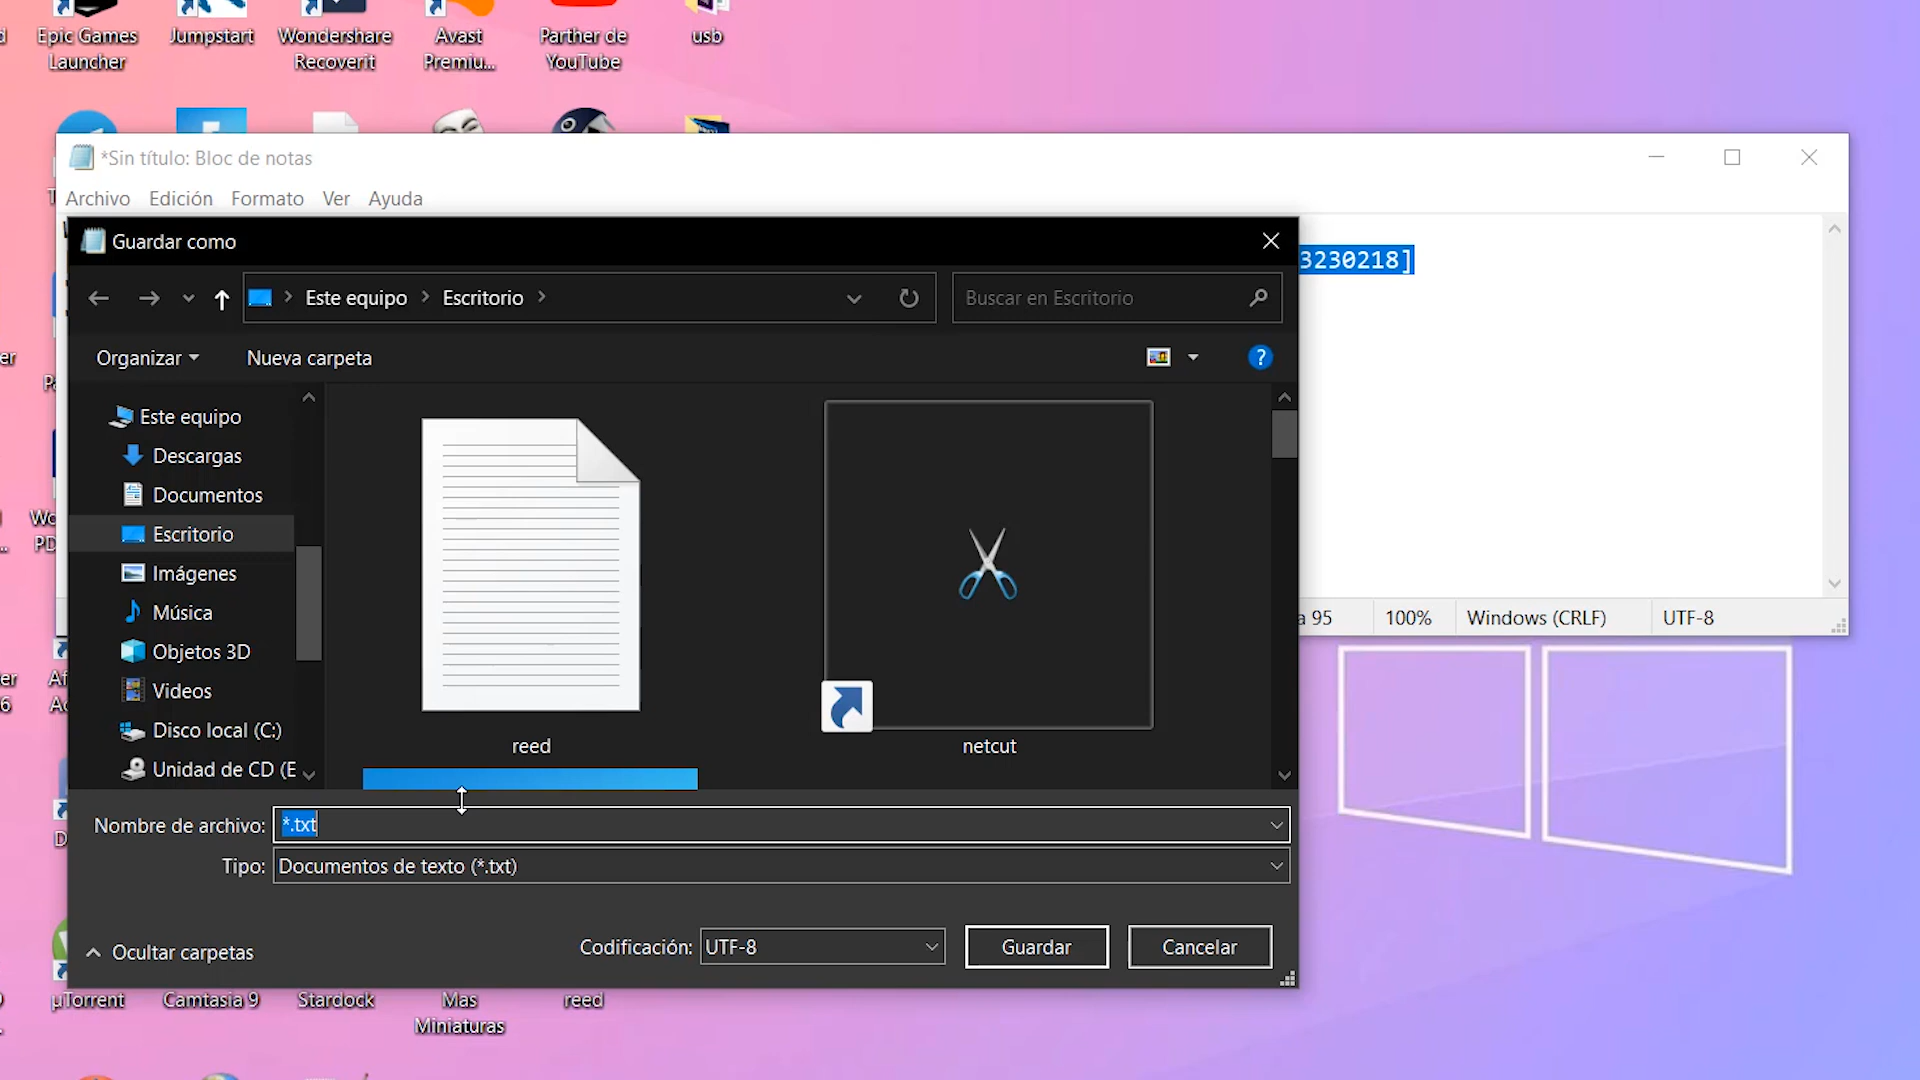 Epic Games
Launcher
Jumpstart
Wondershare
Recoverit
Avast
Premiu...
Parther de
YouTube
usb
*Sin título: Bloc de notas
Archivo Edición Formato Ver Ayuda
3230218]
Guardar como
Este equipo > Escritorio >
Buscar en Escritorio
Organizar
Nueva carpeta
?
Este equipo
Descargas
Documentos
Escritorio
Imágenes
Música
Objetos 3D
Videos
Disco local (C:)
Unidad de CD (E
reed
netcut
Nombre de archivo: *.txt
Tipo: Documentos de texto (*.txt)
Ocultar carpetas
Codificación: UTF-8
Guardar
Cancelar
a 95
100%
Windows (CRLF)
UTF-8
µTorrent
Camtasia 9
Stardock
Mas
Miniaturas
reed